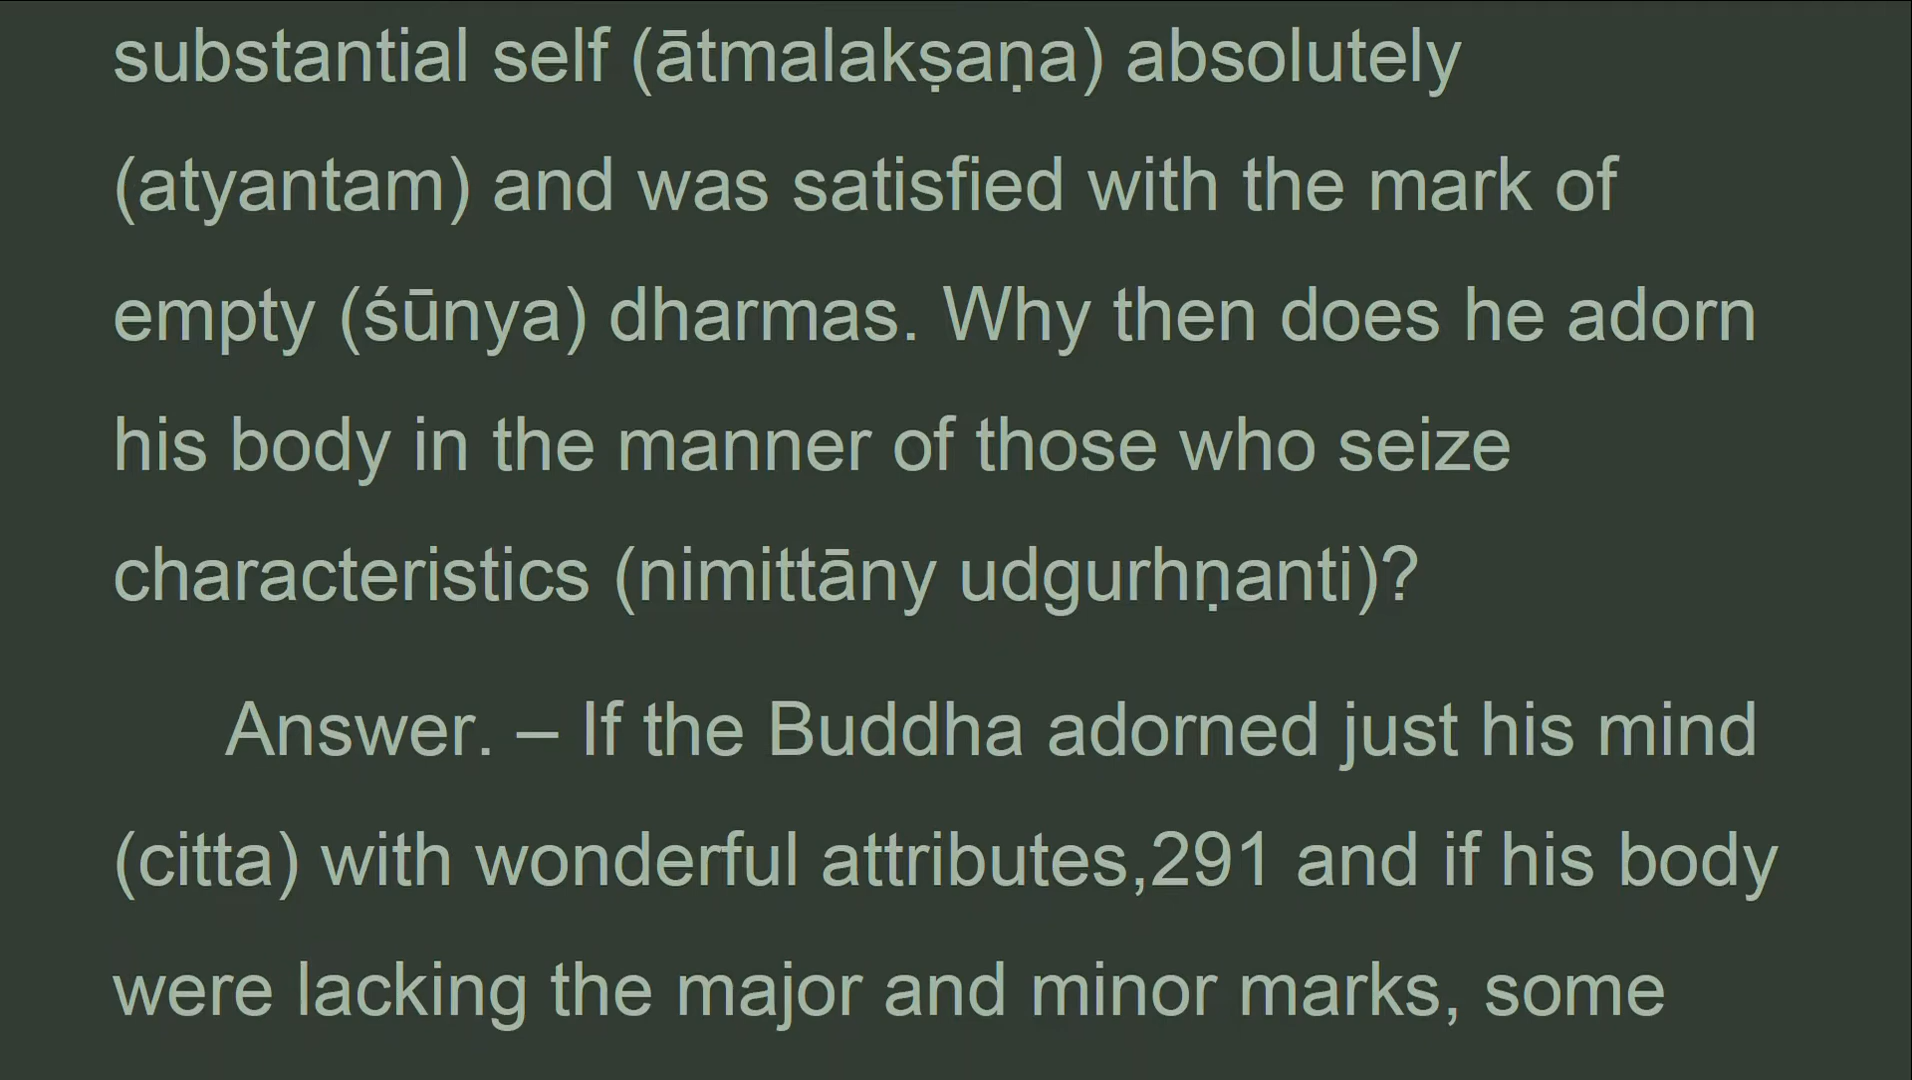 substantial self (ātmalakṣaṇa) absolutely
(atyantam) and was satisfied with the mark of
empty (śūnya) dharmas. Why then does he adorn
his body in the manner of those who seize
characteristics (nimittāny udgurhṇanti)?
Answer. – If the Buddha adorned just his mind
(citta) with wonderful attributes,291 and if his body
were lacking the major and minor marks, some